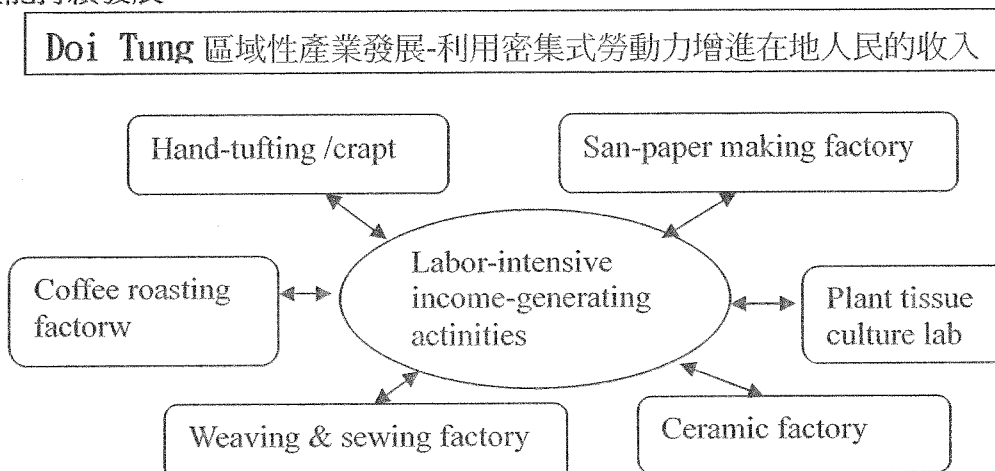 Doi Tung 區域性產業發展-利用密集式勞動力增進在地人民的收入
Hand-tufting /crapt
San-paper making factory
Labor-intensive
income-generating
actinities
Coffee roasting
factorw
Plant tissue
culture lab
Weaving & sewing factory
Ceramic factory